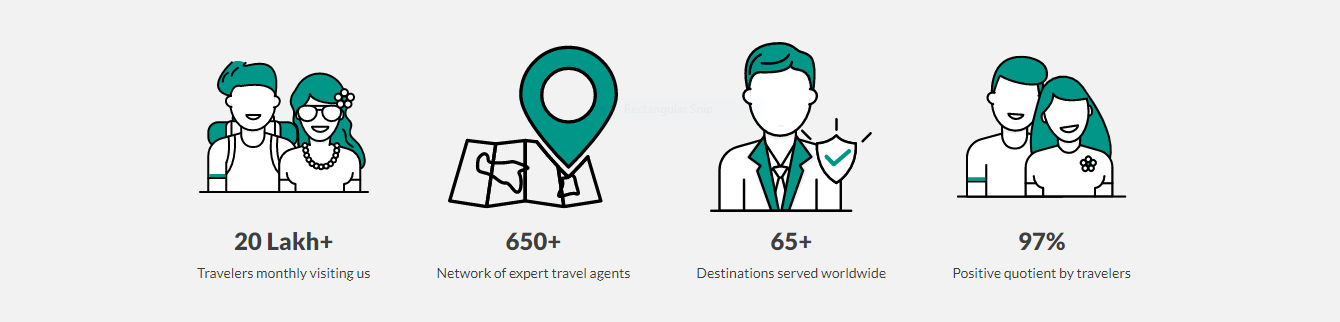 Rectangular Snip
20 Lakh+
Travelers monthly visiting us
650+
Network of expert travel agents
65+
Destinations served worldwide
97%
Positive quotient by travelers